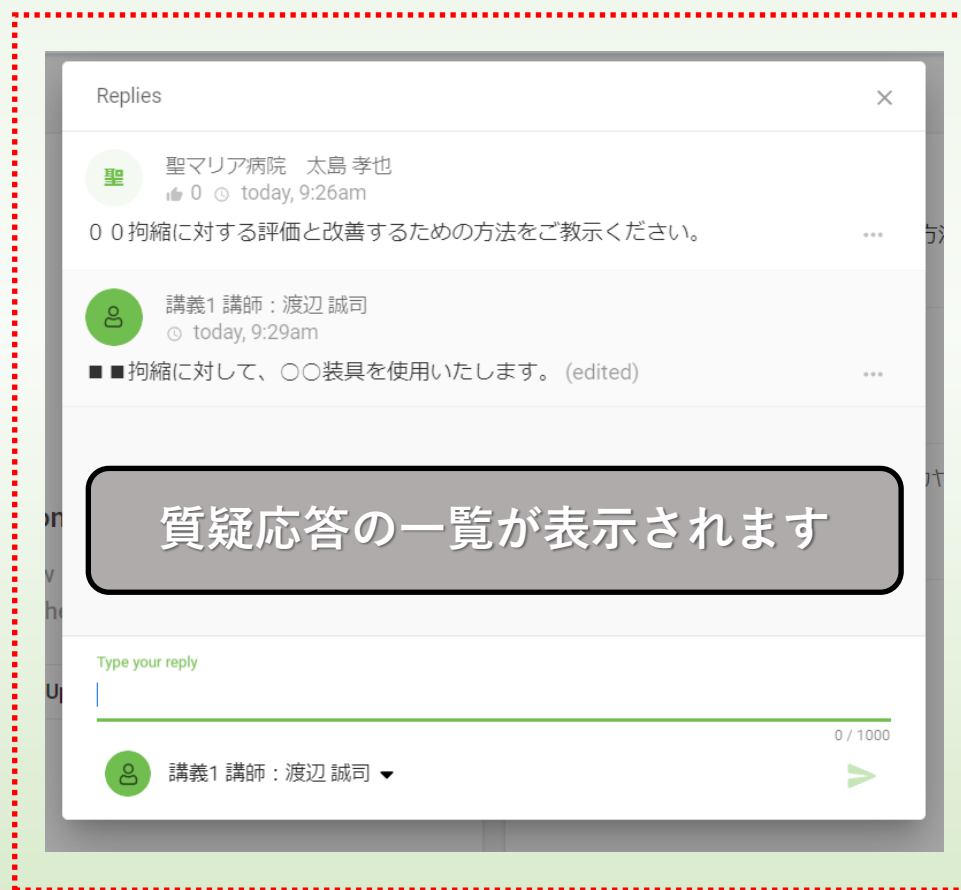 Replies
聖
聖マリア病院　太島 孝也
0 today, 9:26am
００拘縮に対する評価と改善するための方法をご教示ください。
講義1 講師：渡辺 誠司
today, 9:29am
■■拘縮に対して、○○装具を使用いたします。 (edited)
質疑応答の一覧が表示されます
Type your reply
0 / 1000
講義1 講師：渡辺 誠司